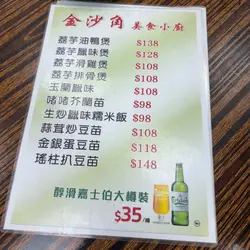 金沙角 美食小廚
荔芋油鴨煲 $138
荔芋臘味煲 $128
荔芋滑雞煲 $108
荔芋排骨煲 $108
玉蘭臘味 $108
啫啫芥蘭苗 $98
生炒臘味糯米飯 $98
蒜茸炒豆苗 $108
金銀蛋豆苗 $118
瑤柱扒豆苗 $148
醇滑嘉士伯大樽裝
$35/樽